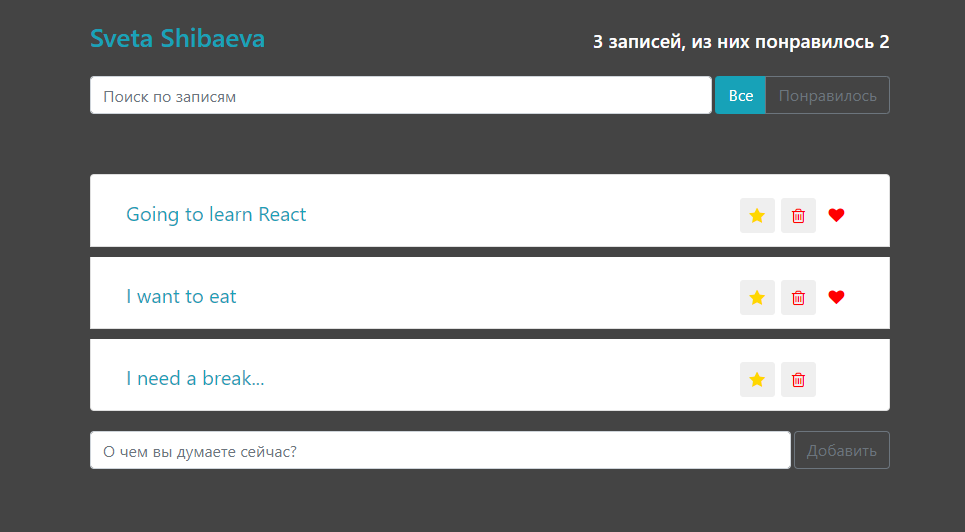 Sveta Shibaeva
3 записей, из них понравилось 2
Поиск по записям
Все
Понравилось
Going to learn React
I want to eat
I need a break...
О чем вы думаете сейчас?
Добавить